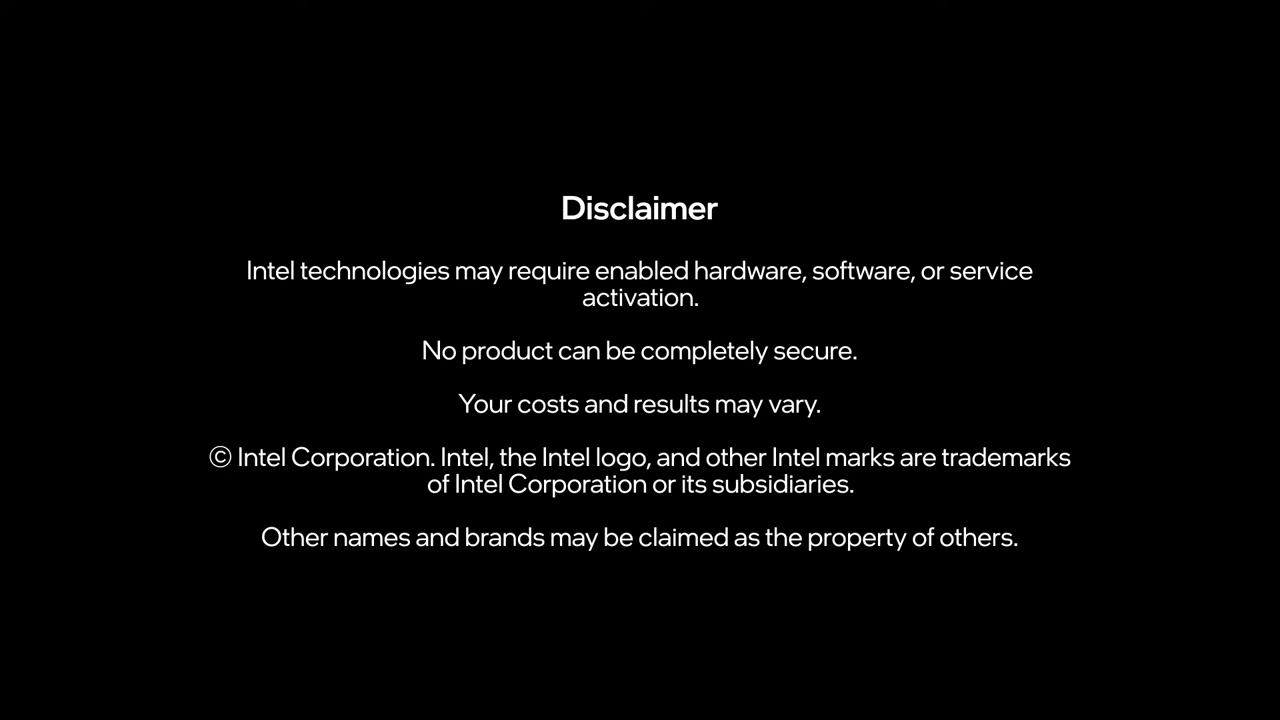 Disclaimer
Intel technologies may require enabled hardware, software, or service
activation.
No product can be completely secure.
Your costs and results may vary.
© Intel Corporation. Intel, the Intel logo, and other Intel marks are trademarks
of Intel Corporation or its subsidiaries.
Other names and brands may be claimed as the property of others.